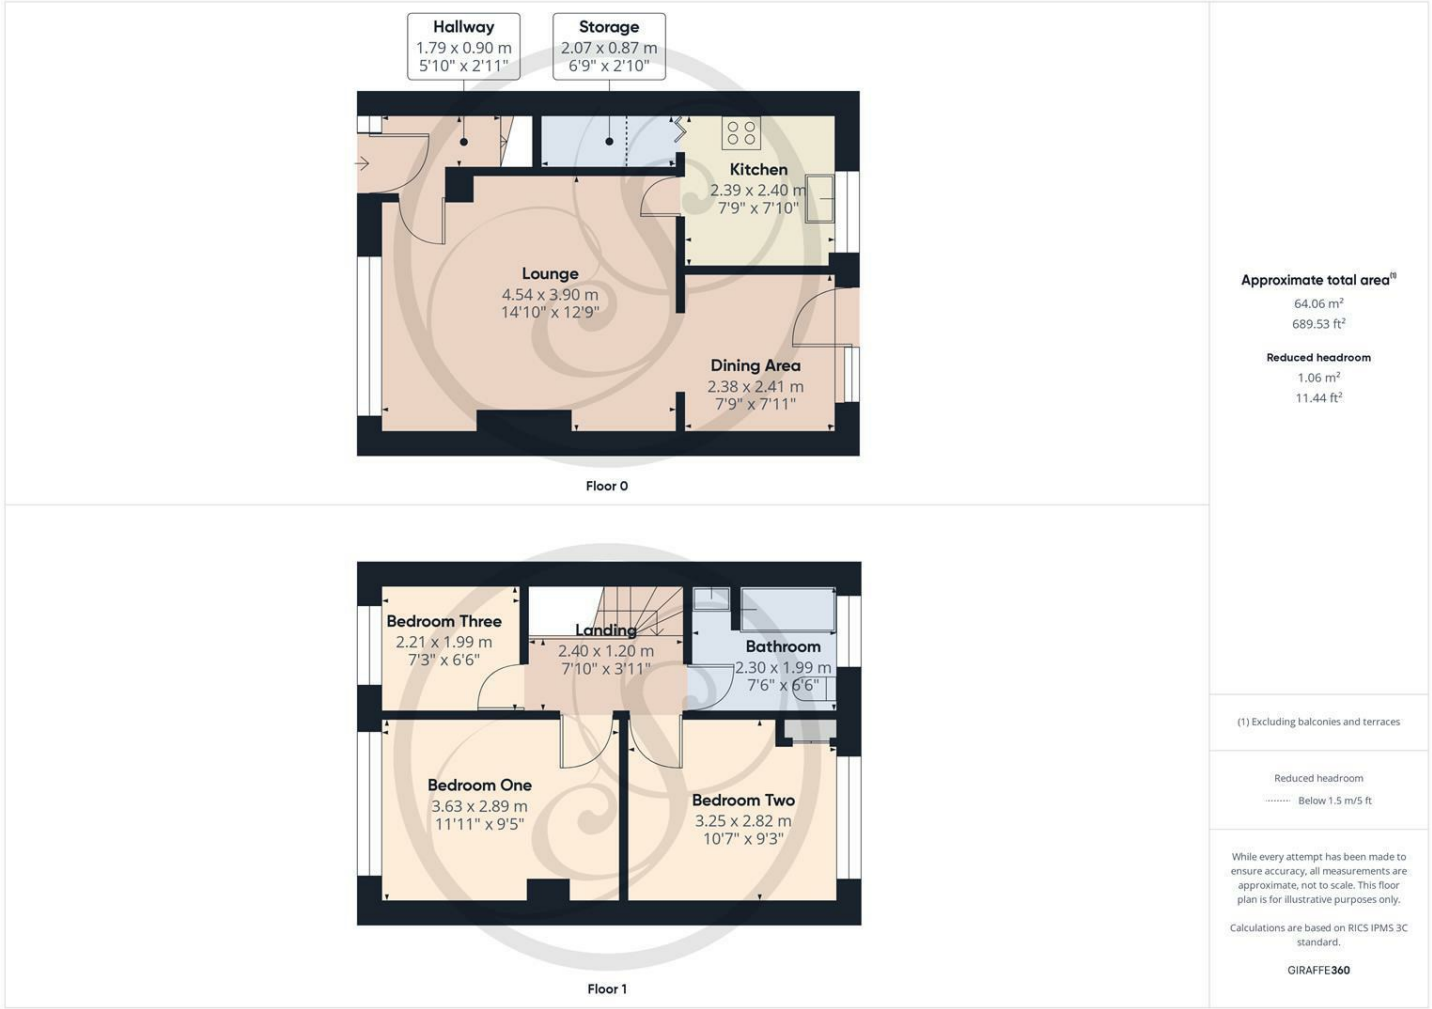 Hallway
1.79 x 0.90 m
5'10" x 2'11"
Storage
2.07 x 0.87 m
6'9" x 2'10"
Kitchen
2.39 x 2.40 m
7'9" x 7'10"
Lounge
4.54 x 3.90 m
14'10" x 12'9"
Dining Area
2.38 x 2.41 m
7'9" x 7'11"
Floor 0
Bedroom Three
2.21 x 1.99 m
7'3" x 6'6"
Landing
2.40 x 1.20 m
7'10" x 3'11"
Bathroom
2.30 x 1.99 m
7'6" x 6'6"
Bedroom One
3.63 x 2.89 m
11'11" x 9'5"
Bedroom Two
3.25 x 2.82 m
10'7" x 9'3"
Floor 1
Approximate total area(1)
64.06 m²
689.53 ft²
Reduced headroom
1.06 m²
11.44 ft²
(1) Excluding balconies and terraces
Reduced headroom
Below 1.5 m/5 ft
While every attempt has been made to
ensure accuracy, all measurements are
approximate, not to scale. This floor
plan is for illustrative purposes only.
Calculations are based on RICS IPMS 3C
standard.
GIRAFFE360